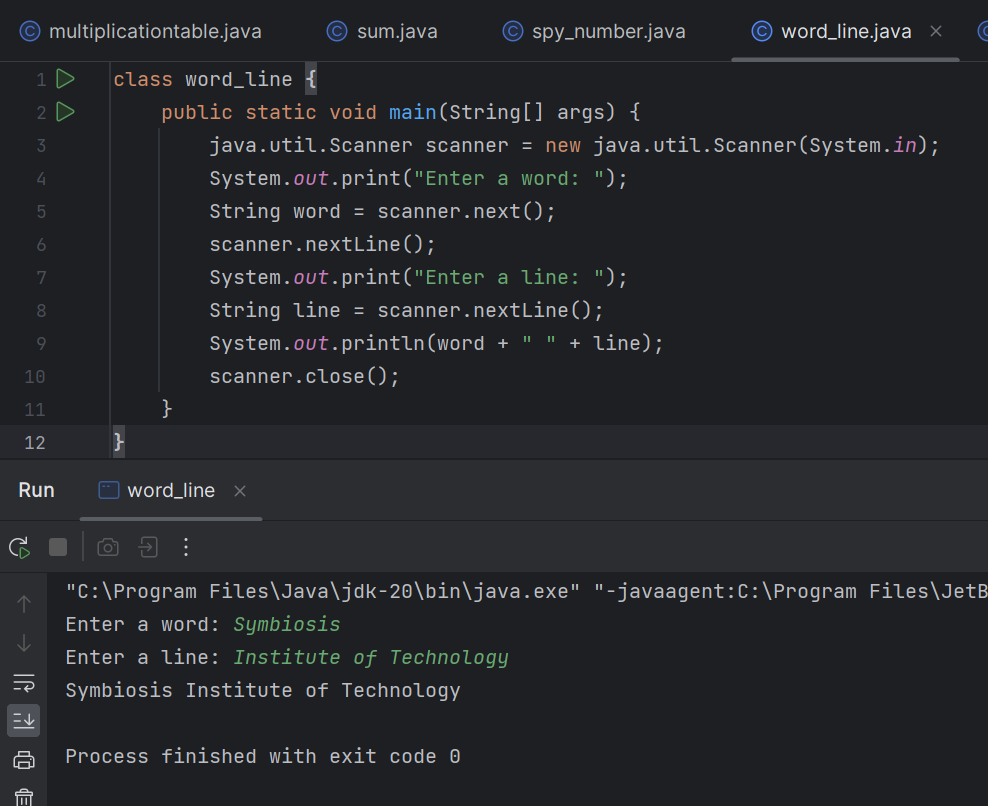 multiplicationtable.java sum.java spy_number.java word_line.java
1 class word_line {
2     public static void main(String[] args) {
3         java.util.Scanner scanner = new java.util.Scanner(System.in);
4         System.out.print("Enter a word: ");
5         String word = scanner.next();
6         scanner.nextLine();
7         System.out.print("Enter a line: ");
8         String line = scanner.nextLine();
9         System.out.println(word + " " + line);
10         scanner.close();
11     }
12 }
Run word_line
"C:\Program Files\Java\jdk-20\bin\java.exe" "-javaagent:C:\Program Files\JetB
Enter a word: Symbiosis
Enter a line: Institute of Technology
Symbiosis Institute of Technology
Process finished with exit code 0